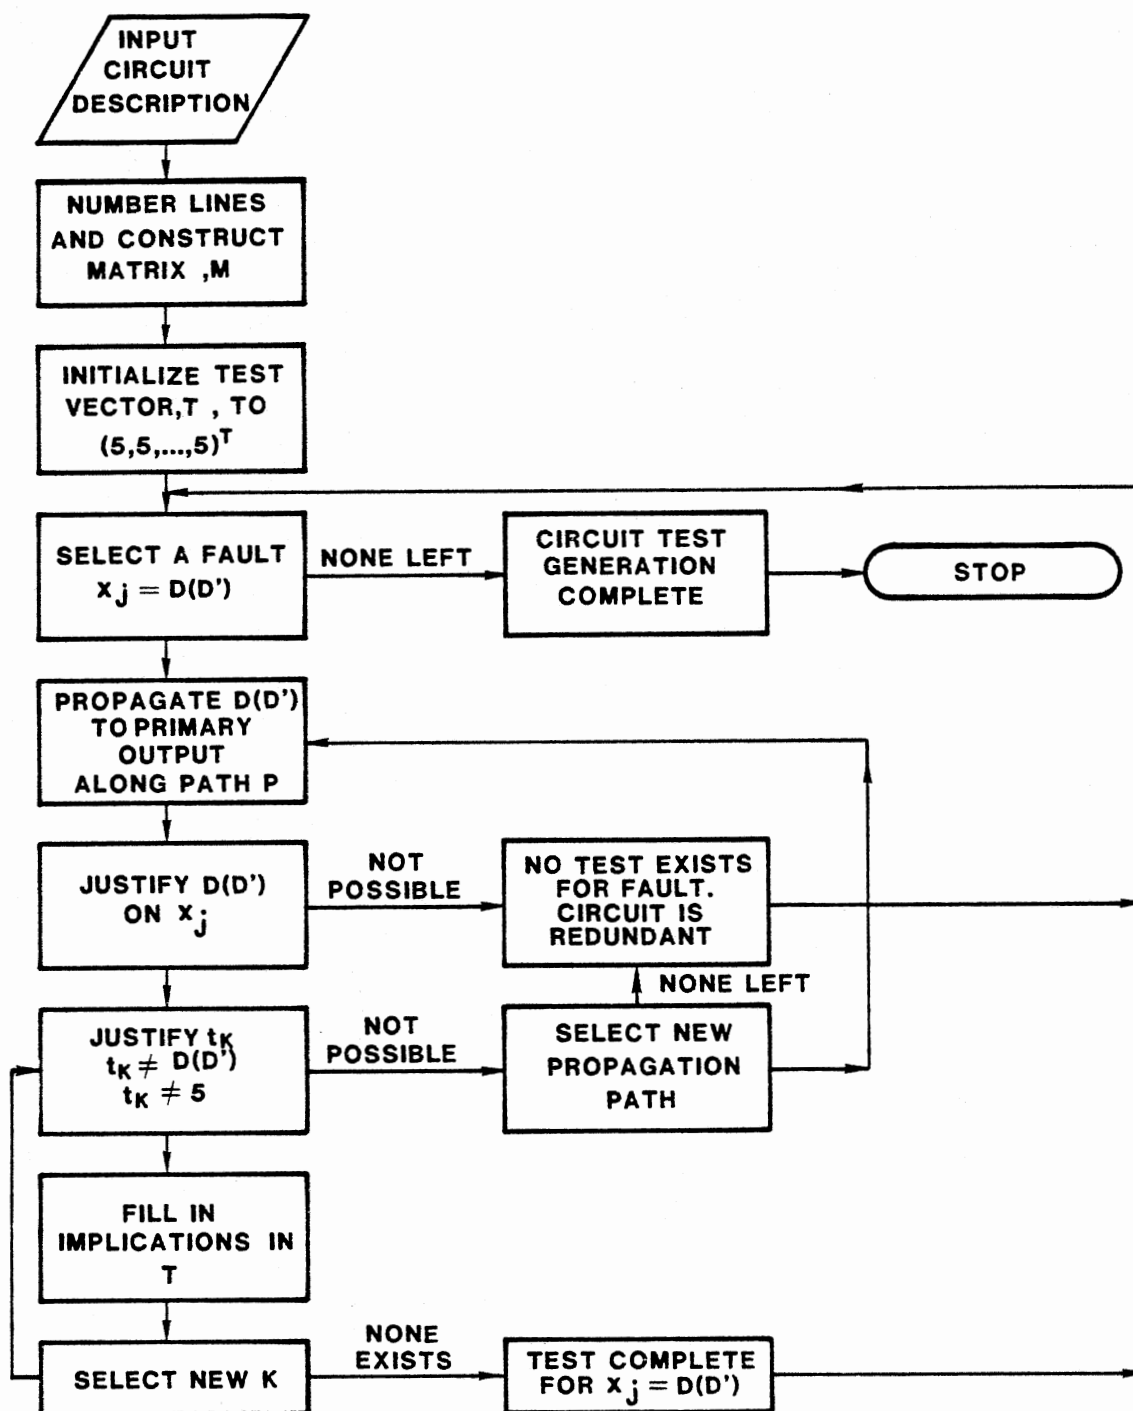 INPUT
CIRCUIT
DESCRIPTION
NUMBER LINES
AND CONSTRUCT
MATRIX ,M
INITIALIZE TEST
VECTOR,T , TO
(5,5,...,5)ᵀ
SELECT A FAULT
xⱼ = D(D')
NONE LEFT
CIRCUIT TEST
GENERATION
COMPLETE
STOP
PROPAGATE D(D')
TO PRIMARY
OUTPUT
ALONG PATH P
JUSTIFY D(D')
ON xⱼ
NOT
POSSIBLE
NO TEST EXISTS
FOR FAULT.
CIRCUIT IS
REDUNDANT
NONE LEFT
JUSTIFY t_K
t_K ≠ D(D')
t_K ≠ 5
NOT
POSSIBLE
SELECT NEW
PROPAGATION
PATH
FILL IN
IMPLICATIONS IN
T
SELECT NEW K
NONE
EXISTS
TEST COMPLETE
FOR xⱼ = D(D')